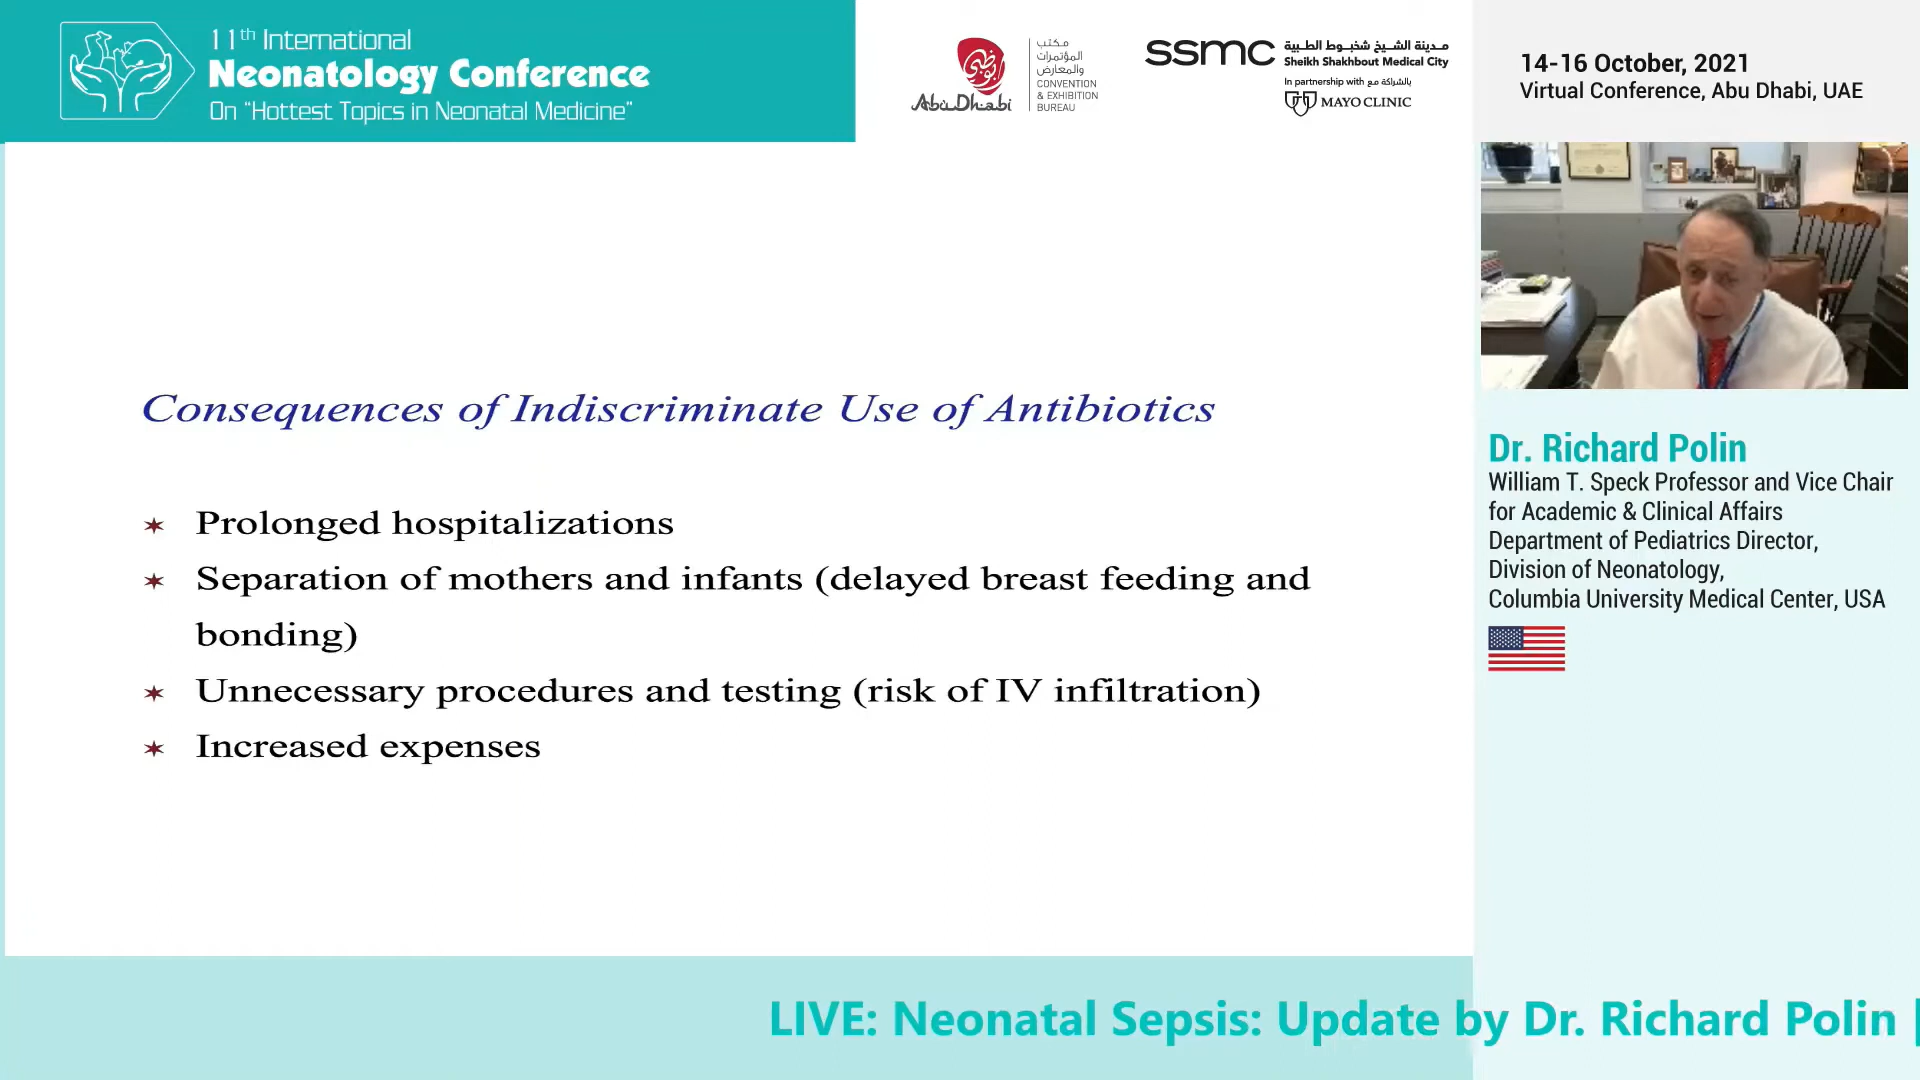 11th International
Neonatology Conference
On "Hottest Topics in Neonatal Medicine"
أبوظبي
Abu Dhabi
مكتب
المؤتمرات
والمعارض
CONVENTION
& EXHIBITION
BUREAU
ssmc
مدينة الشيخ شخبوط الطبية
Sheikh Shakhbout Medical City
In partnership with بالشراكة مع
MAYO CLINIC
14-16 October, 2021
Virtual Conference, Abu Dhabi, UAE
Consequences of Indiscriminate Use of Antibiotics
✶ Prolonged hospitalizations
✶ Separation of mothers and infants (delayed breast feeding and
bonding)
✶ Unnecessary procedures and testing (risk of IV infiltration)
✶ Increased expenses
Dr. Richard Polin
William T. Speck Professor and Vice Chair
for Academic & Clinical Affairs
Department of Pediatrics Director,
Division of Neonatology,
Columbia University Medical Center, USA
LIVE: Neonatal Sepsis: Update by Dr. Richard Polin |